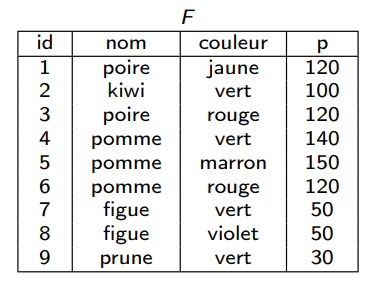 F
id nom couleur p
1 poire jaune 120
2 kiwi vert 100
3 poire rouge 120
4 pomme vert 140
5 pomme marron 150
6 pomme rouge 120
7 figue vert 50
8 figue violet 50
9 prune vert 30